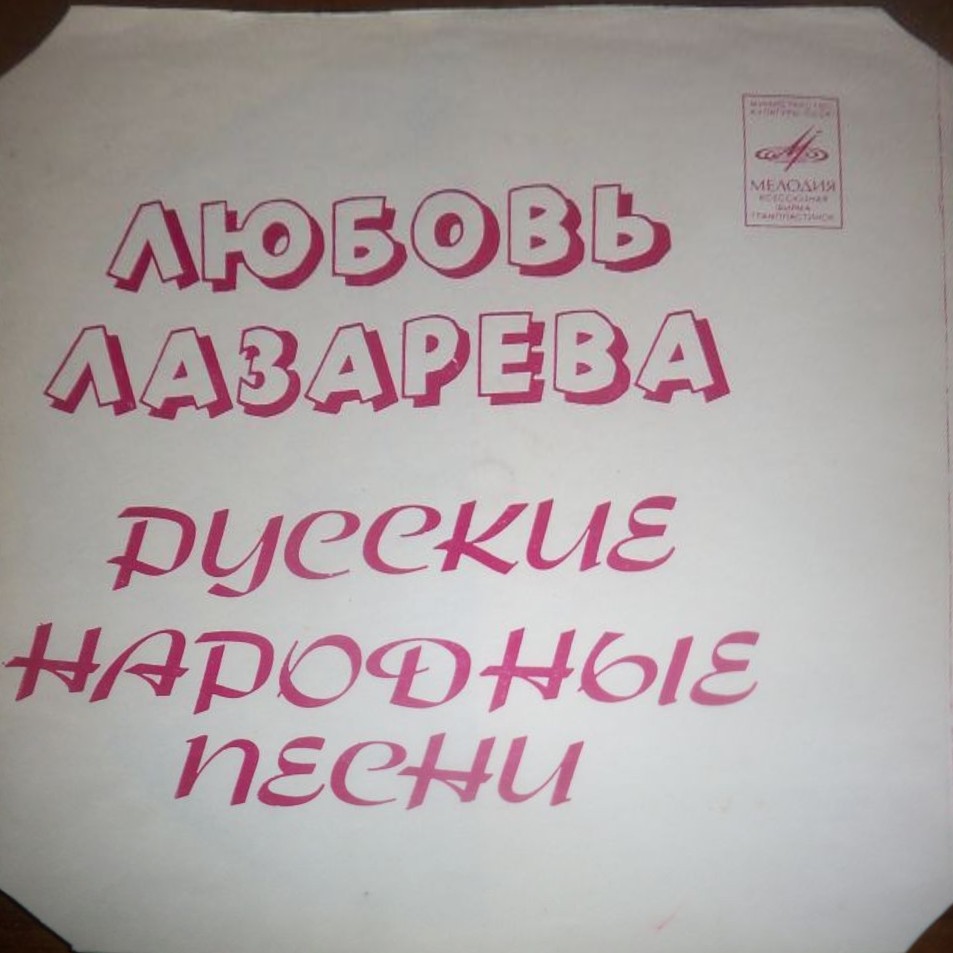 МИНИСТЕРСТВО
КУЛЬТУРЫ СССР
МЕЛОДИЯ
ВСЕСОЮЗНАЯ
ФИРМА
ГРАМПЛАСТИНОК
ЛЮБОВЬ
ЛАЗАРЕВА
РУССКИЕ
НАРОДНЫЕ
ПЕСНИ